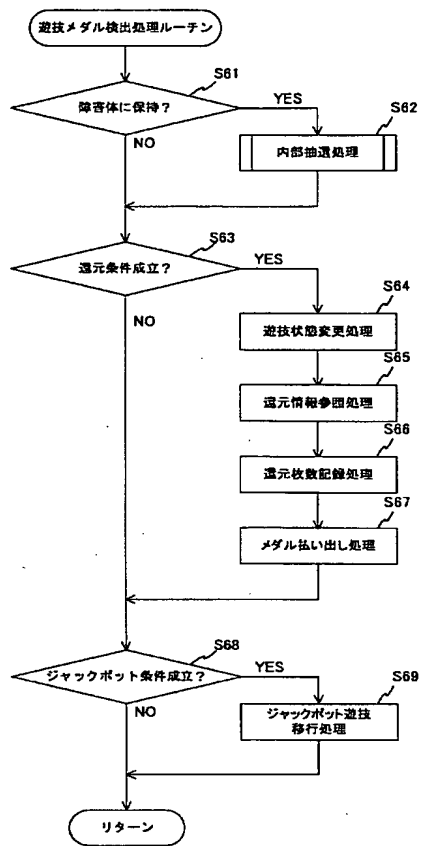 遊技メダル検出処理ルーチン
S61
障害体に保持？
YES
S62
NO
内部抽選処理
S63
還元条件成立？
YES
S64
NO
遊技状態変更処理
S65
還元情報参照処理
S66
還元枚数記録処理
S67
メダル払い出し処理
S68
ジャックポット条件成立？
YES
S69
NO
ジャックポット遊技
移行処理
リターン